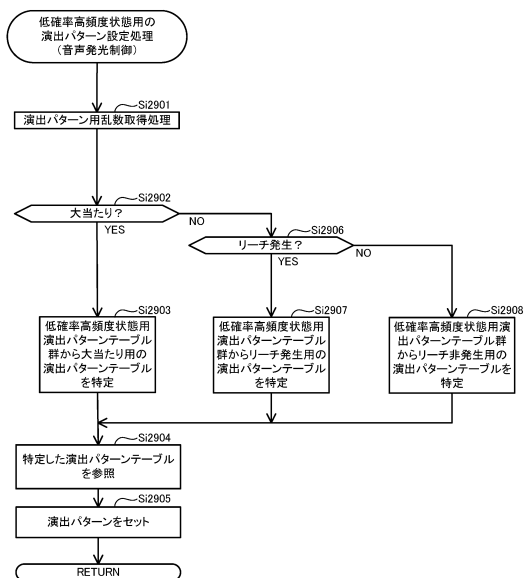 低確率高頻度状態用の
演出パターン設定処理
(音声発光制御)
Si2901
演出パターン用乱数取得処理
Si2902
大当たり?
YES
NO
Si2906
リーチ発生?
YES
NO
Si2903
低確率高頻度状態用
演出パターンテーブル
群から大当たり用の
演出パターンテーブル
を特定
Si2907
低確率高頻度状態用
演出パターンテーブル
群からリーチ発生用の
演出パターンテーブル
を特定
Si2908
低確率高頻度状態用演
出パターンテーブル群
からリーチ非発生用の
演出パターンテーブルを
特定
Si2904
特定した演出パターンテーブル
を参照
Si2905
演出パターンをセット
RETURN